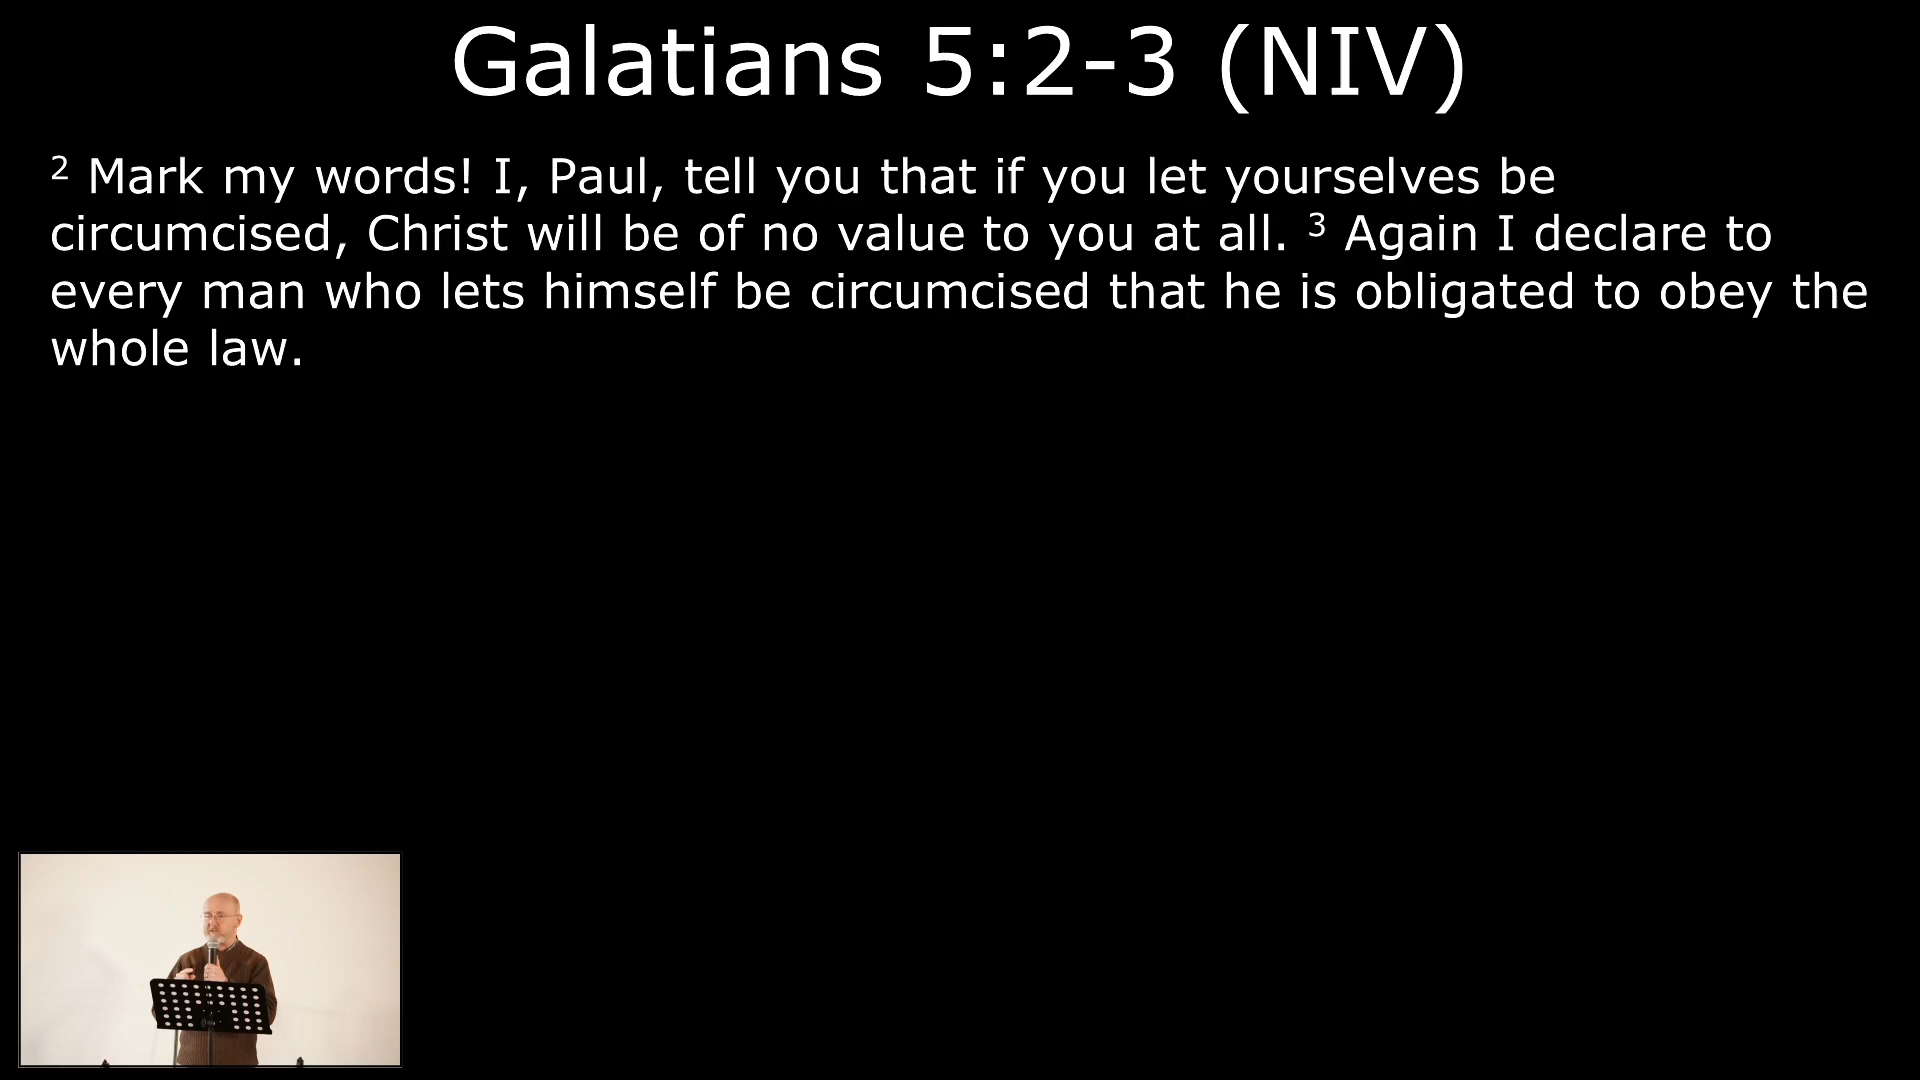 Galatians 5:2-3 (NIV)
2 Mark my words! I, Paul, tell you that if you let yourselves be
circumcised, Christ will be of no value to you at all. 3 Again I declare to
every man who lets himself be circumcised that he is obligated to obey the
whole law.